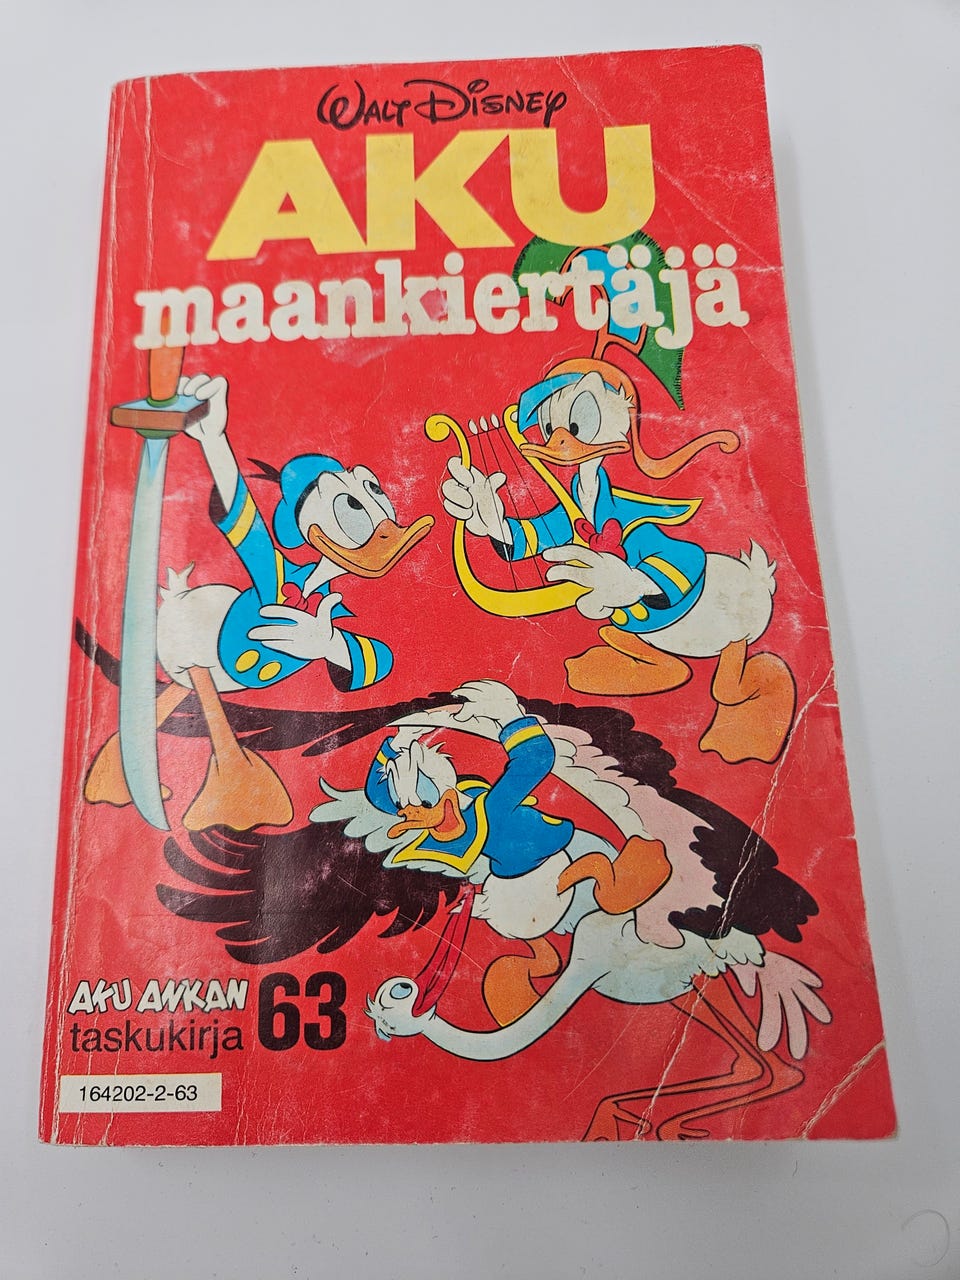 WALT DISNEY
AKU
maankiertäjä
AKU ANKAN
taskukirja 63
164202-2-63